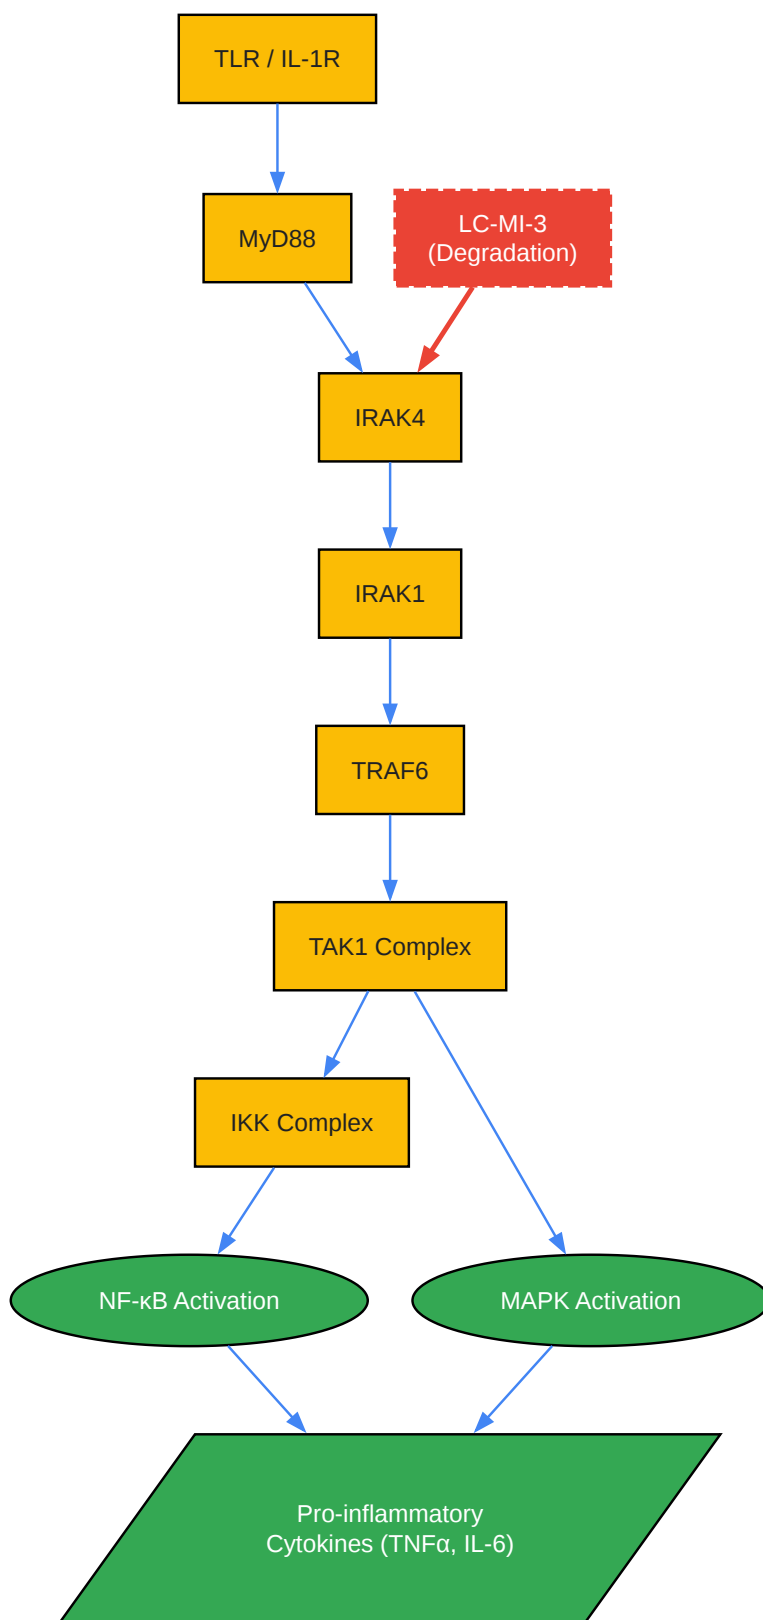 TLR / IL-1R
MyD88
LC-MI-3
(Degradation)
IRAK4
IRAK1
TRAF6
TAK1 Complex
IKK Complex
NF-κB Activation
MAPK Activation
Pro-inflammatory
Cytokines (TNFα, IL-6)